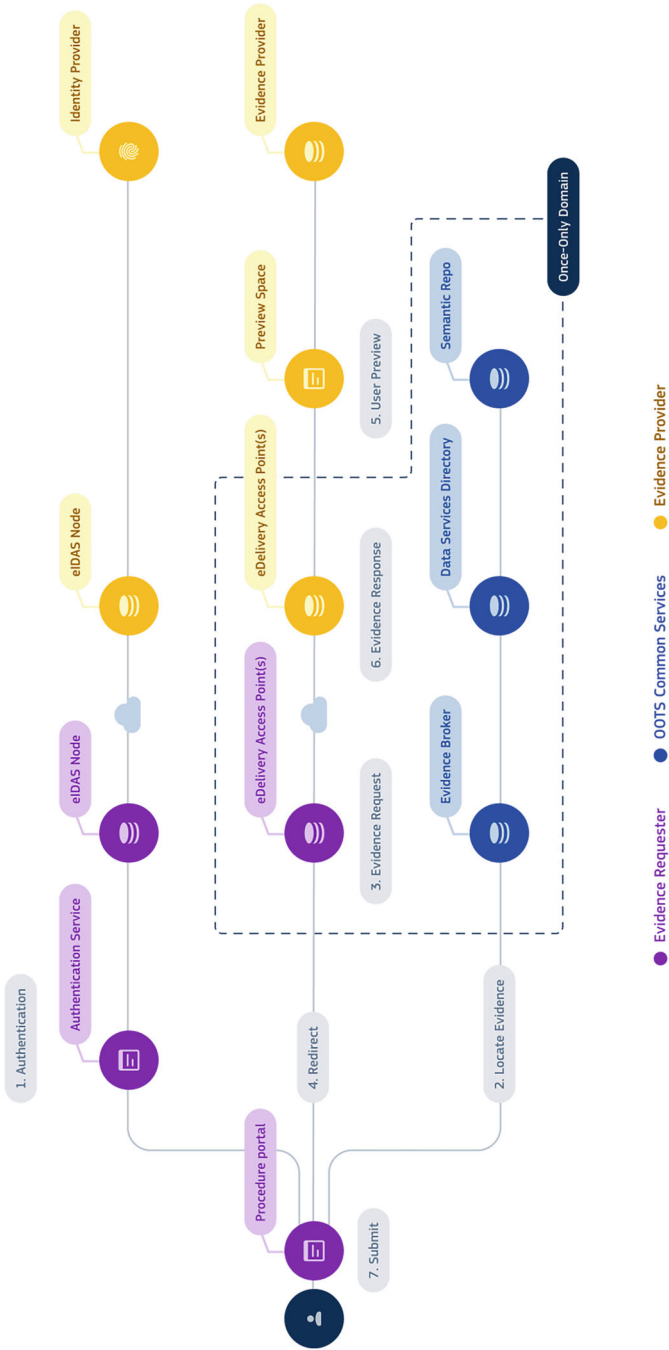 1. Authentication
Authentication Service
eIDAS Node
eIDAS Node
Identity Provider
Procedure portal
4. Redirect
eDelivery Access Point(s)
eDelivery Access Point(s)
Preview Space
Evidence Provider
7. Submit
3. Evidence Request
6. Evidence Response
5. User Preview
2. Locate Evidence
Evidence Broker
Data Services Directory
Semantic Repo
Once-Only Domain
Evidence Requester
OOTS Common Services
Evidence Provider